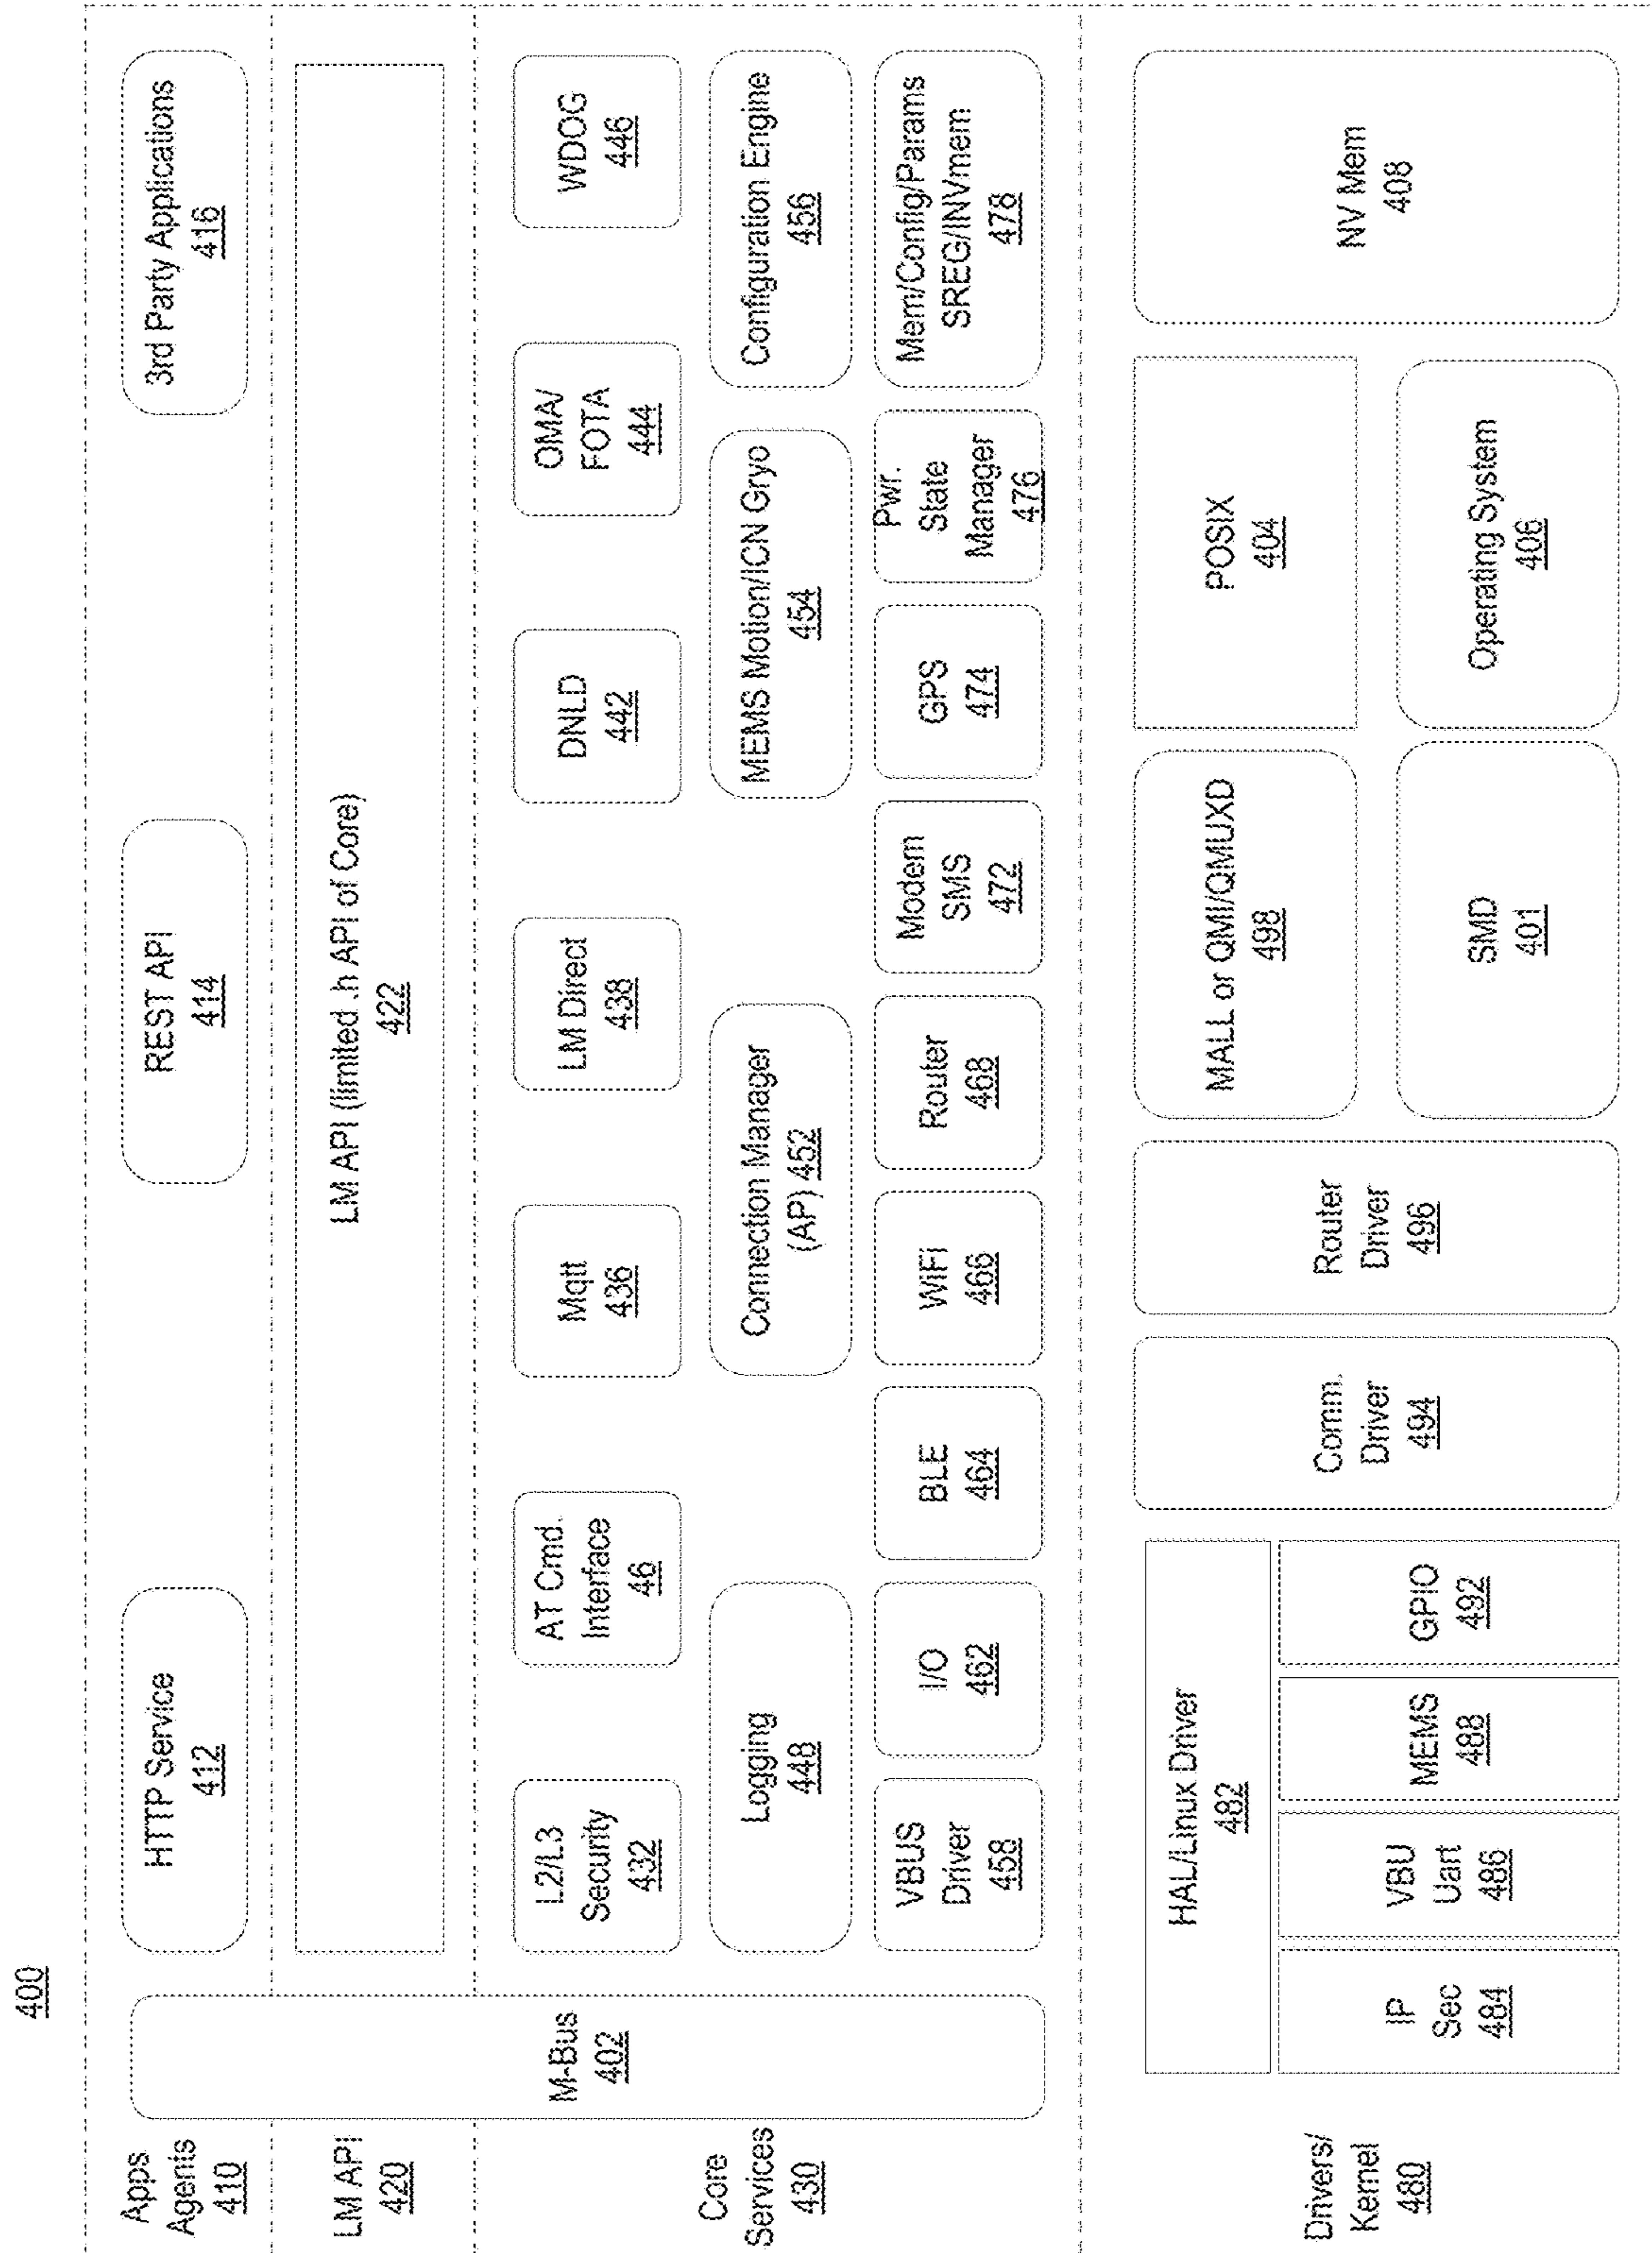 400
Apps
Agents
410
HTTP Service
412
REST API
414
3rd Party Applications
416
LM API
420
LM API (limited .h API of Core)
422
M-Bus
402
Core
Services
430
L2/L3
Security
432
AT Cmd.
Interface
46
Mqtt
436
LM Direct
438
DNLD
442
OMA/
FOTA
444
WDOG
446
Logging
448
Connection Manager
(AP) 452
MEMS Motion/ICN Gryo
454
Configuration Engine
456
VBUS
Driver
458
I/O
462
BLE
464
WiFi
466
Router
468
Modem
SMS
472
GPS
474
Pwr.
State
Manager
476
Mem/Config/Params
SREG/INVmem
478
Drivers/
Kernel
480
HAL/Linux Driver
482
IP
Sec
484
VBU
Uart
486
MEMS
488
GPIO
492
Comm.
Driver
494
Router
Driver
496
MALL or QMI/QMUXD
498
SMD
401
POSIX
404
Operating System
406
NV Mem
408